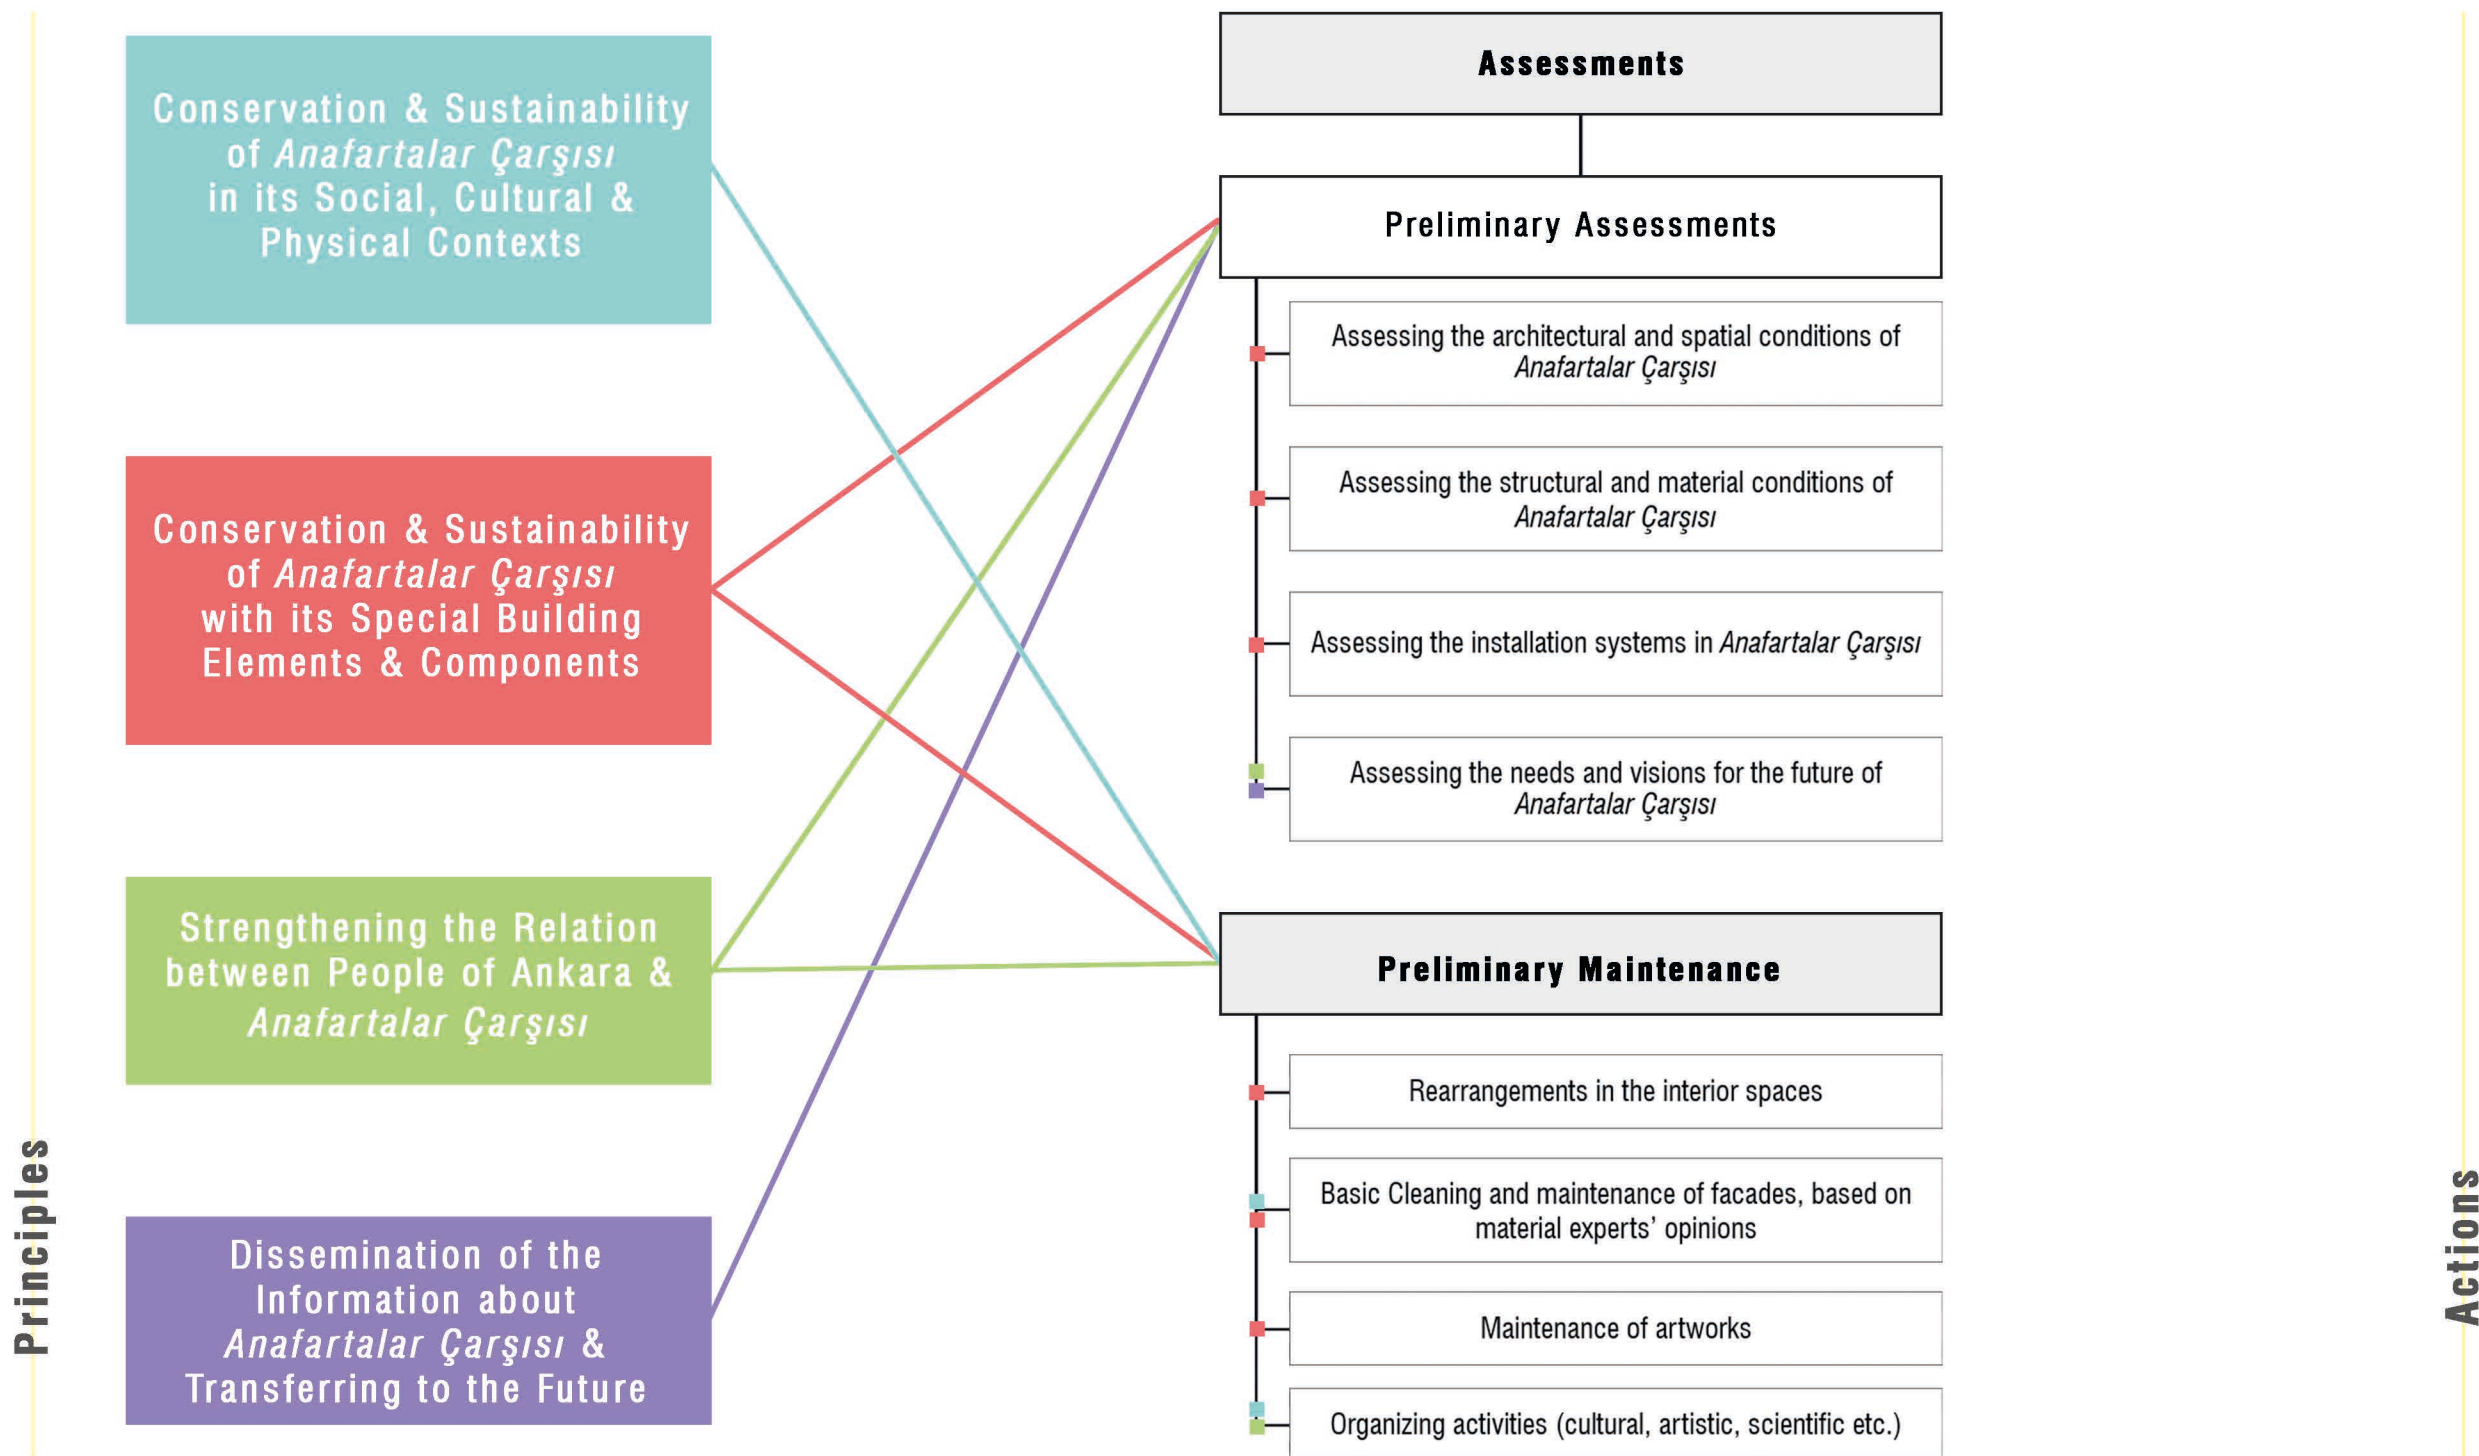 Principles
Conservation & Sustainability
of Anafartalar Çarşısı
in its Social, Cultural &
Physical Contexts
Conservation & Sustainability
of Anafartalar Çarşısı
with its Special Building
Elements & Components
Strengthening the Relation
between People of Ankara &
Anafartalar Çarşısı
Dissemination of the
Information about
Anafartalar Çarşısı &
Transferring to the Future
Assessments
Preliminary Assessments
Assessing the architectural and spatial conditions of
Anafartalar Çarşısı
Assessing the structural and material conditions of
Anafartalar Çarşısı
Assessing the installation systems in Anafartalar Çarşısı
Assessing the needs and visions for the future of
Anafartalar Çarşısı
Preliminary Maintenance
Rearrangements in the interior spaces
Basic Cleaning and maintenance of facades, based on
material experts’ opinions
Maintenance of artworks
Organizing activities (cultural, artistic, scientific etc.)
Actions